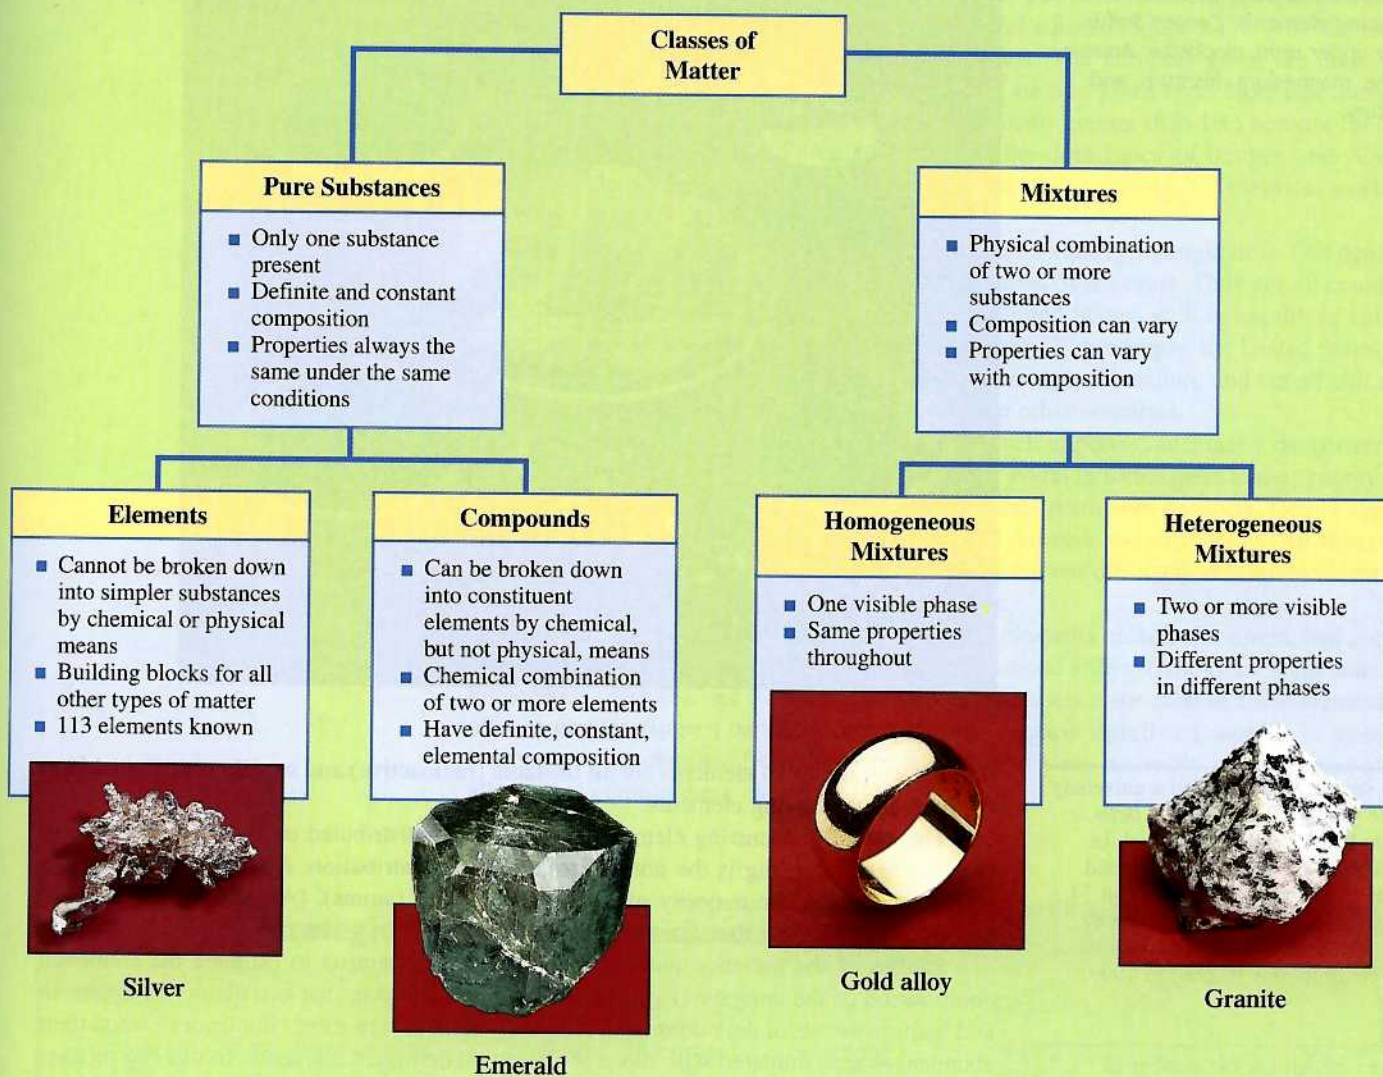 Classes of
Matter
Pure Substances
■ Only one substance
present
■ Definite and constant
composition
■ Properties always the
same under the same
conditions
Mixtures
■ Physical combination
of two or more
substances
■ Composition can vary
■ Properties can vary
with composition
Elements
■ Cannot be broken down
into simpler substances
by chemical or physical
means
■ Building blocks for all
other types of matter
■ 113 elements known
Silver
Compounds
■ Can be broken down
into constituent
elements by chemical,
but not physical, means
■ Chemical combination
of two or more elements
■ Have definite, constant,
elemental composition
Emerald
Homogeneous
Mixtures
■ One visible phase
■ Same properties
throughout
Gold alloy
Heterogeneous
Mixtures
■ Two or more visible
phases
■ Different properties
in different phases
Granite